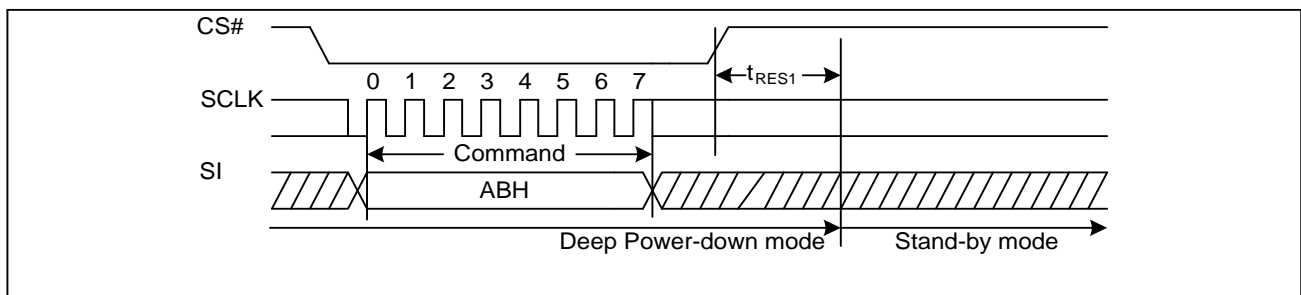 CS#
tRES1
0 1 2 3 4 5 6 7
SCLK
Command
SI
ABH
Deep Power-down mode Stand-by mode